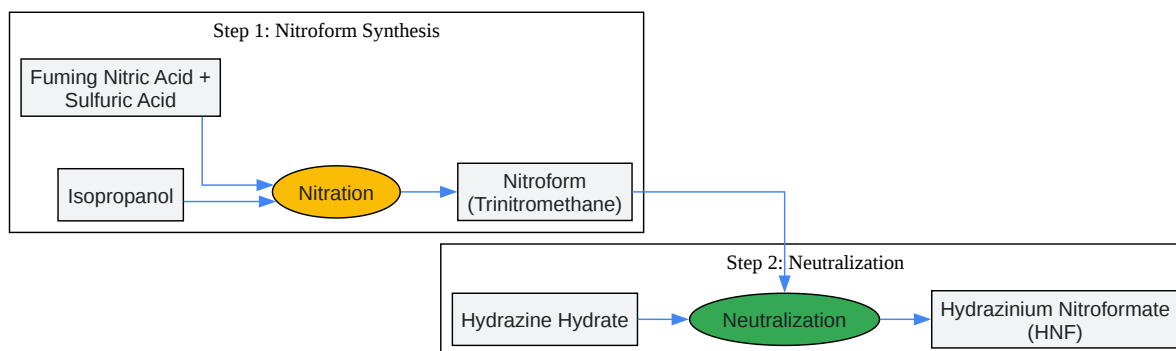 Step 1: Nitroform Synthesis
Fuming Nitric Acid +
Sulfuric Acid
Isopropanol
Nitration
Nitroform
(Trinitromethane)
Step 2: Neutralization
Hydrazine Hydrate
Neutralization
Hydrazinium Nitroformate
(HNF)